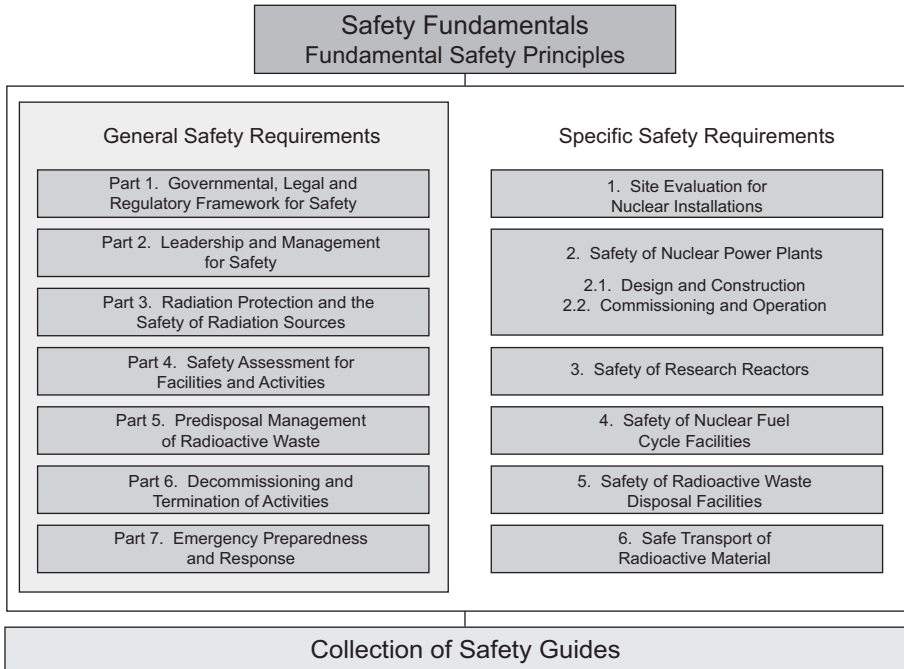 Safety Fundamentals
Fundamental Safety Principles
General Safety Requirements
Part 1. Governmental, Legal and
Regulatory Framework for Safety
Part 2. Leadership and Management
for Safety
Part 3. Radiation Protection and the
Safety of Radiation Sources
Part 4. Safety Assessment for
Facilities and Activities
Part 5. Predisposal Management
of Radioactive Waste
Part 6. Decommissioning and
Termination of Activities
Part 7. Emergency Preparedness
and Response
Specific Safety Requirements
1. Site Evaluation for
Nuclear Installations
2. Safety of Nuclear Power Plants
2.1. Design and Construction
2.2. Commissioning and Operation
3. Safety of Research Reactors
4. Safety of Nuclear Fuel
Cycle Facilities
5. Safety of Radioactive Waste
Disposal Facilities
6. Safe Transport of
Radioactive Material
Collection of Safety Guides